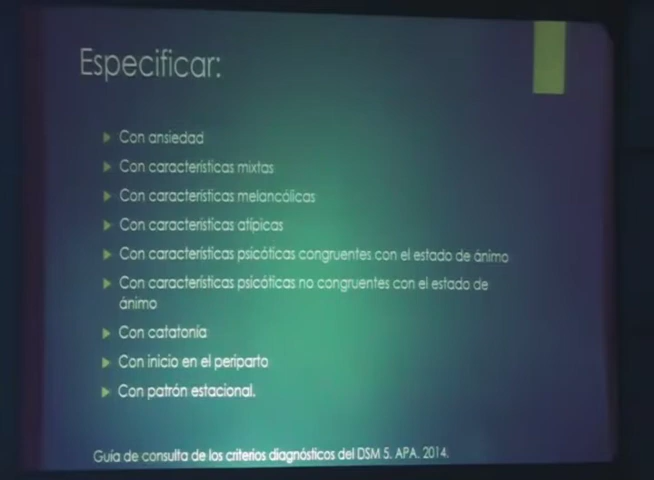 Especificar:
Con ansiedad
Con características mixtas
Con características melancólicas
Con características atípicas
Con características psicóticas congruentes con el estado de ánimo
Con características psicóticas no congruentes con el estado de
ánimo
Con catatonía
Con inicio en el periparto
Con patrón estacional.
Guía de consulta de los criterios diagnósticos del DSM 5. APA. 2014.